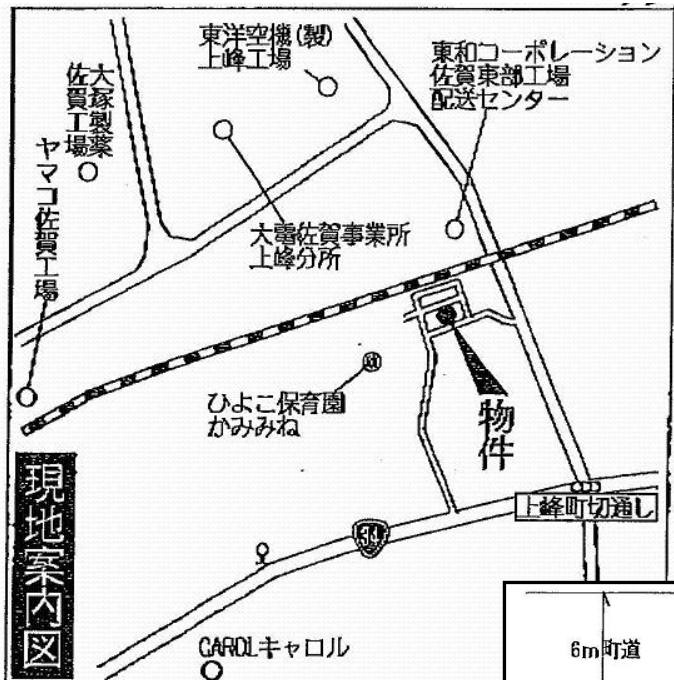 東洋空機(製)
上峰工場
東和コーポレーション
佐賀東部工場
配送センター
大塚製薬
佐賀工場
ヤマコ佐賀工場
大電佐賀事業所
上峰分所
ひよこ保育園
かみみね
物件
上峰町切通し
現地案内図
CAROLキャロル
6m町道